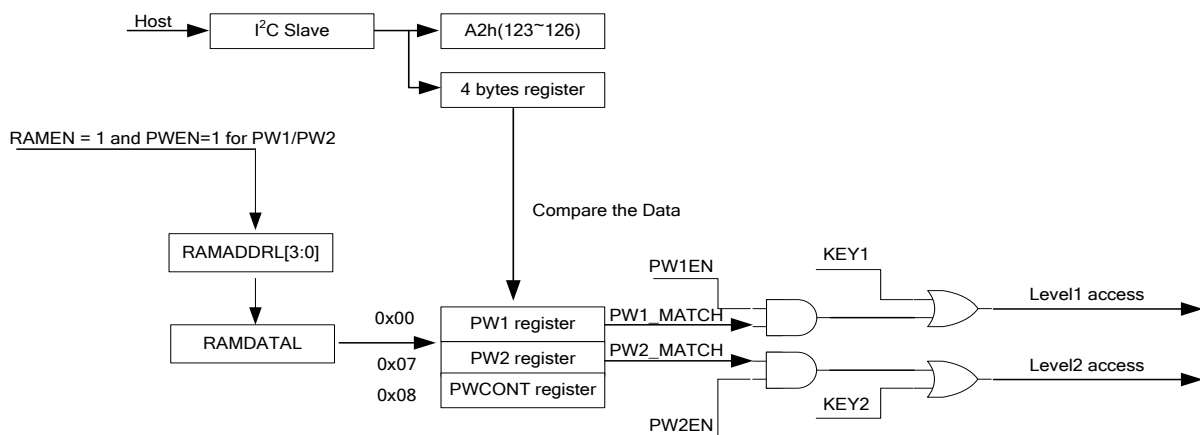 Host
I²C Slave
A2h(123~126)
4 bytes register
RAMEN = 1 and PWEN=1 for PW1/PW2
Compare the Data
RAMADDRL[3:0]
RAMDATAL
0x00
0x07
0x08
PW1 register
PW2 register
PWCONT register
PW1EN
PW1_MATCH
PW2_MATCH
PW2EN
KEY1
KEY2
Level1 access
Level2 access